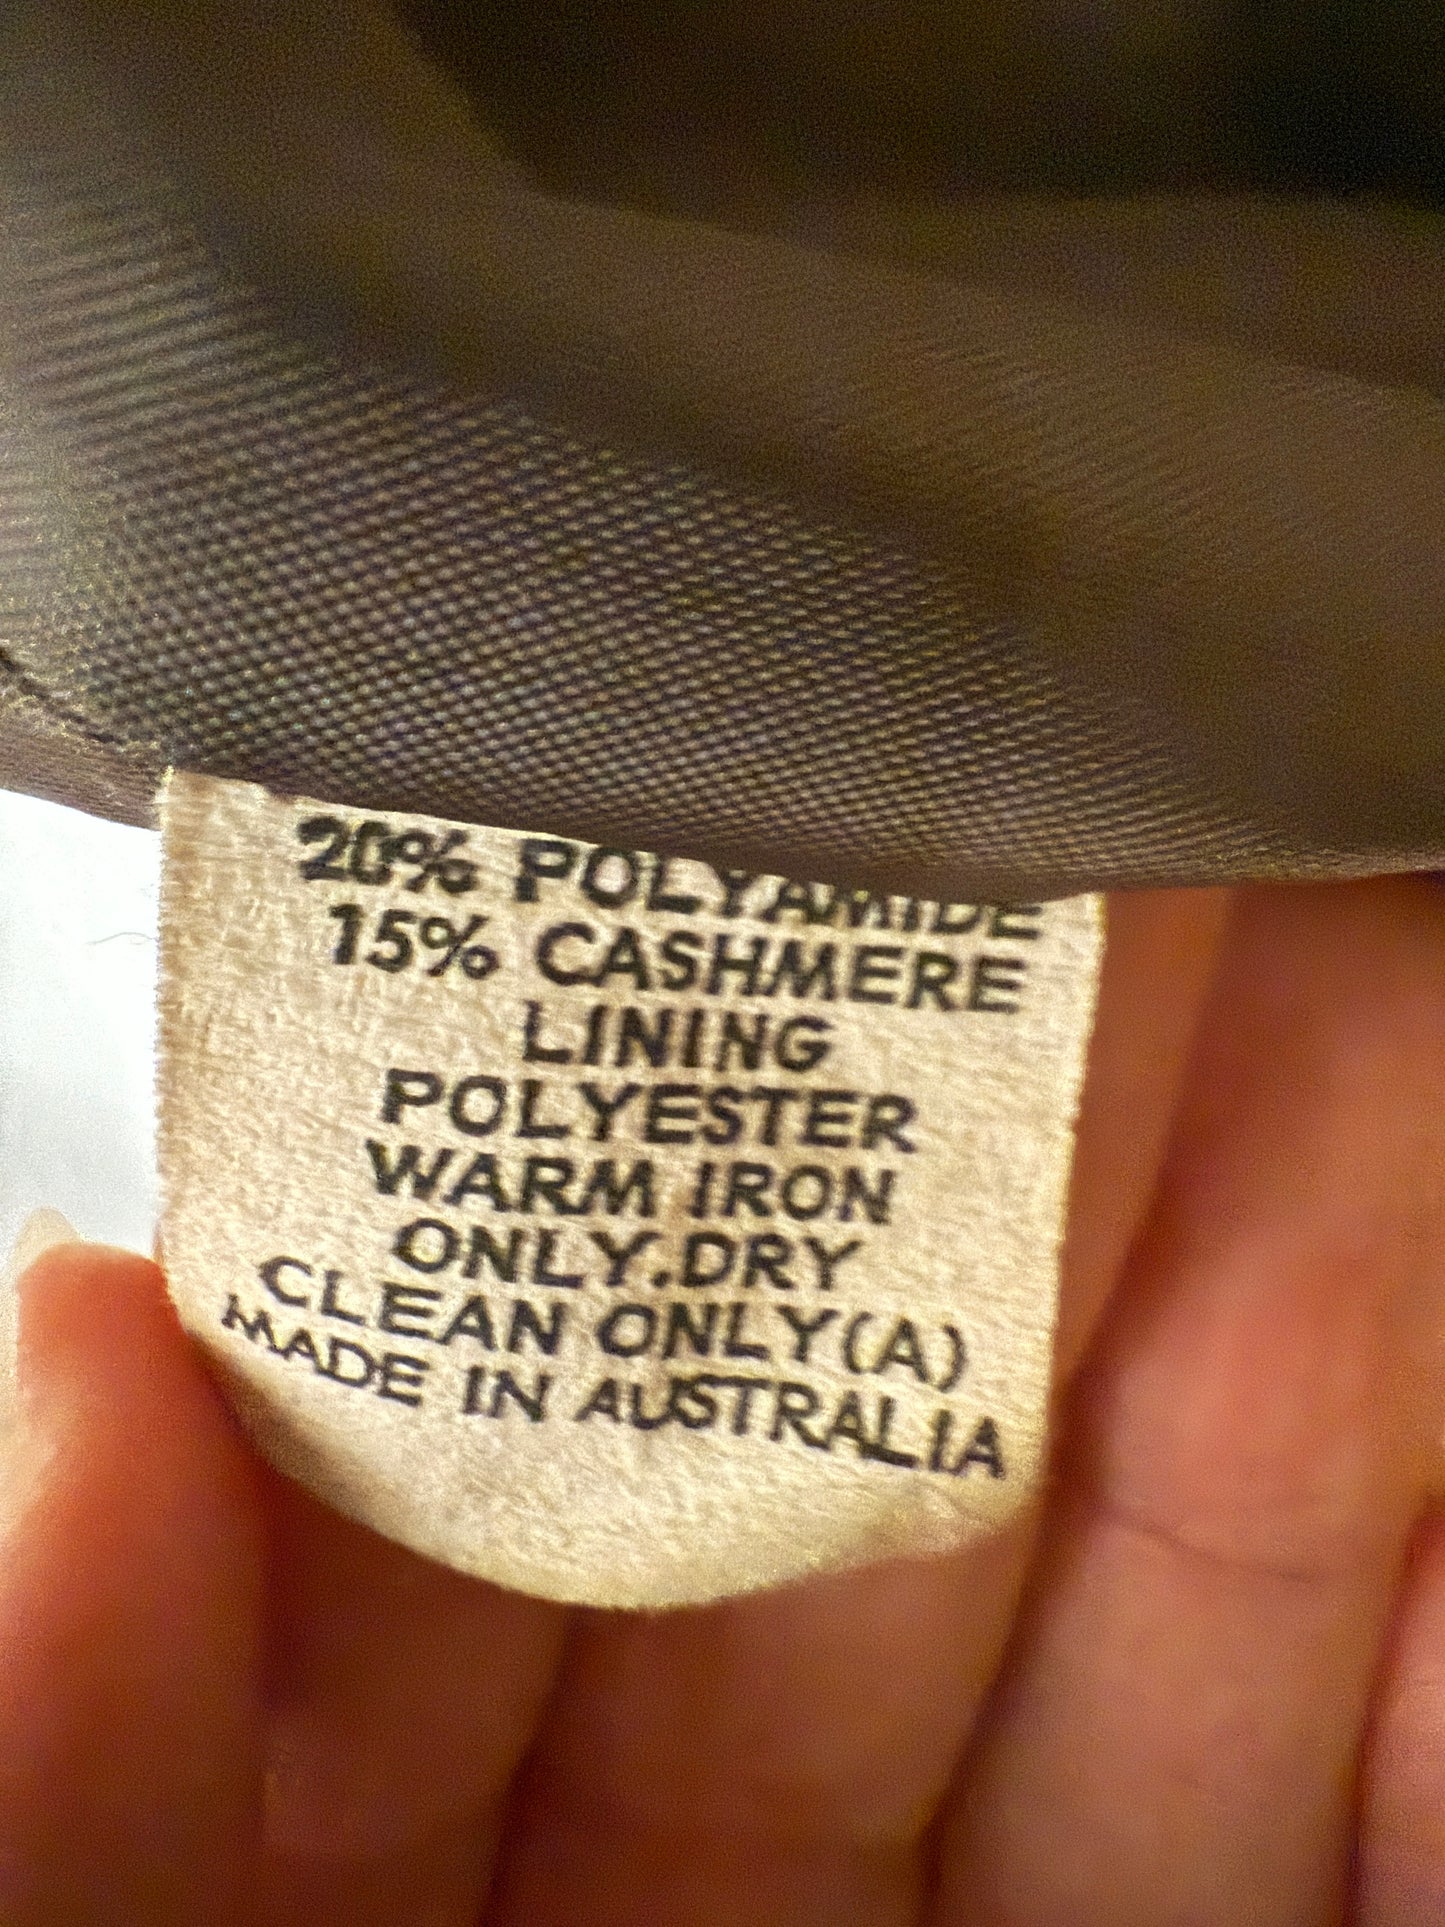 20% POLYAMIDE
15% CASHMERE
LINING
POLYESTER
WARM IRON
ONLY.DRY
CLEAN ONLY(A)
MADE IN AUSTRALIA